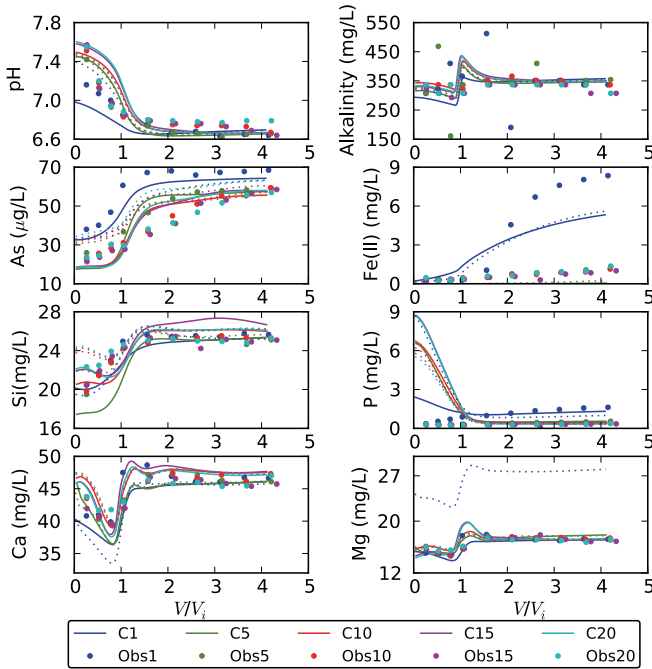 7.8
7.4
7.0
6.6
pH
0 1 2 3 4 5
550
450
350
250
150
Alkalinity (mg/L)
0 1 2 3 4 5
70
50
30
10
As (μg/L)
0 1 2 3 4 5
9
6
3
0
Fe(II) (mg/L)
0 1 2 3 4 5
28
24
20
16
Si(mg/L)
0 1 2 3 4 5
9
6
3
0
P (mg/L)
0 1 2 3 4 5
50
45
40
35
Ca (mg/L)
0 1 2 3 4 5
V/Vi
27
20
12
Mg (mg/L)
0 1 2 3 4 5
V/Vi
C1 C5 C10 C15 C20
Obs1 Obs5 Obs10 Obs15 Obs20